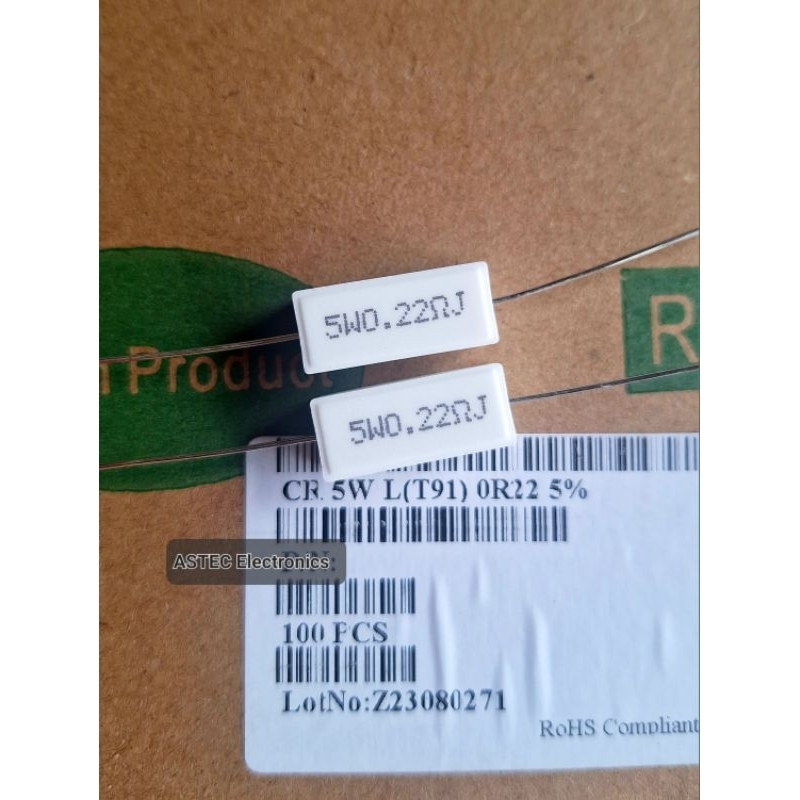 5W0.22ΩJ
R
n Product
5W0.22ΩJ
CR 5W L(T91) 0R22 5%
ASTEC Electronics
P/N:
100 PCS
LotNo:Z23080271
RoHS Compliant